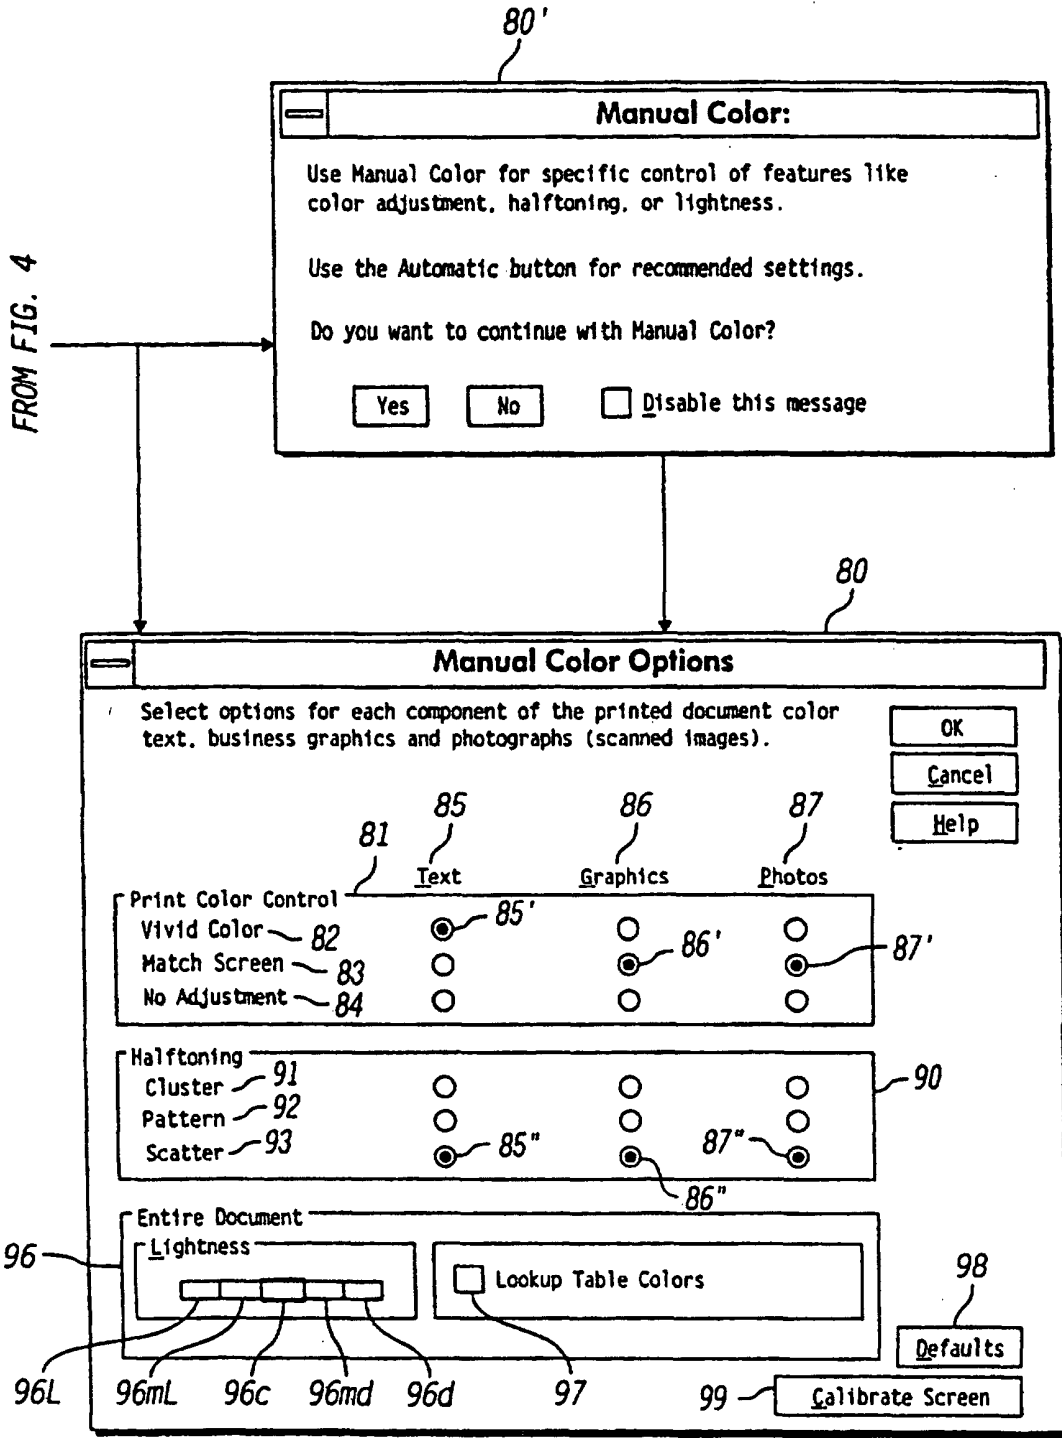 80'
Manual Color:
Use Manual Color for specific control of features like
color adjustment, halftoning, or lightness.
Use the Automatic button for recommended settings.
Do you want to continue with Manual Color?
Yes No Disable this message
FROM FIG. 4
80
Manual Color Options
Select options for each component of the printed document color
text, business graphics and photographs (scanned images).
OK
Cancel
Help
85 86 87
81
Text Graphics Photos
Print Color Control
Vivid Color 82 85'
Match Screen 83 86' 87'
No Adjustment 84
Halftoning
Cluster 91 90
Pattern 92
Scatter 93 85" 87"
86"
Entire Document
96 Lightness
Lookup Table Colors
98
Defaults
96L 96mL 96c 96md 96d 97 99 Calibrate Screen